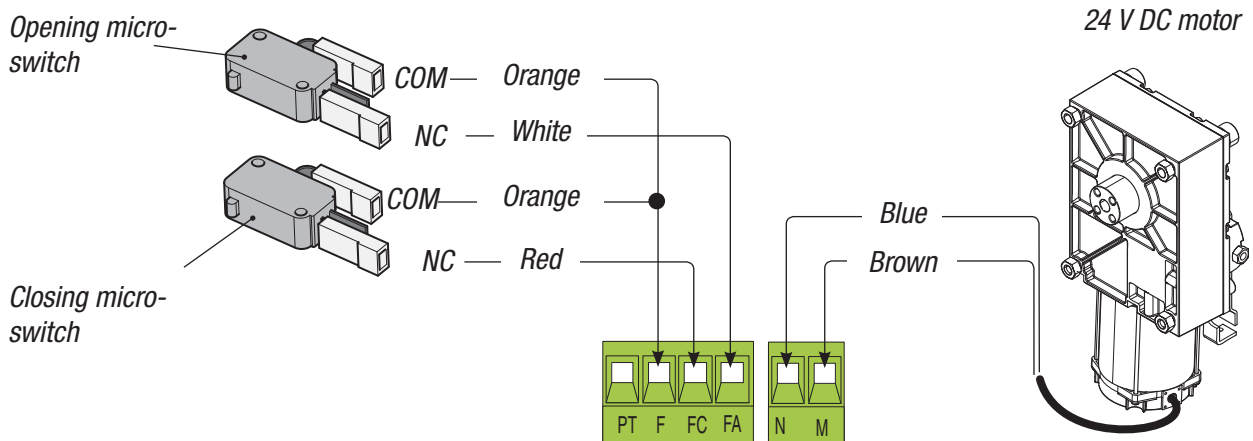 Opening micro-
switch
24 V DC motor
COM
Orange
NC
White
COM
Orange
NC
Red
Blue
Brown
Closing micro-
switch
PT F FC FA
N M